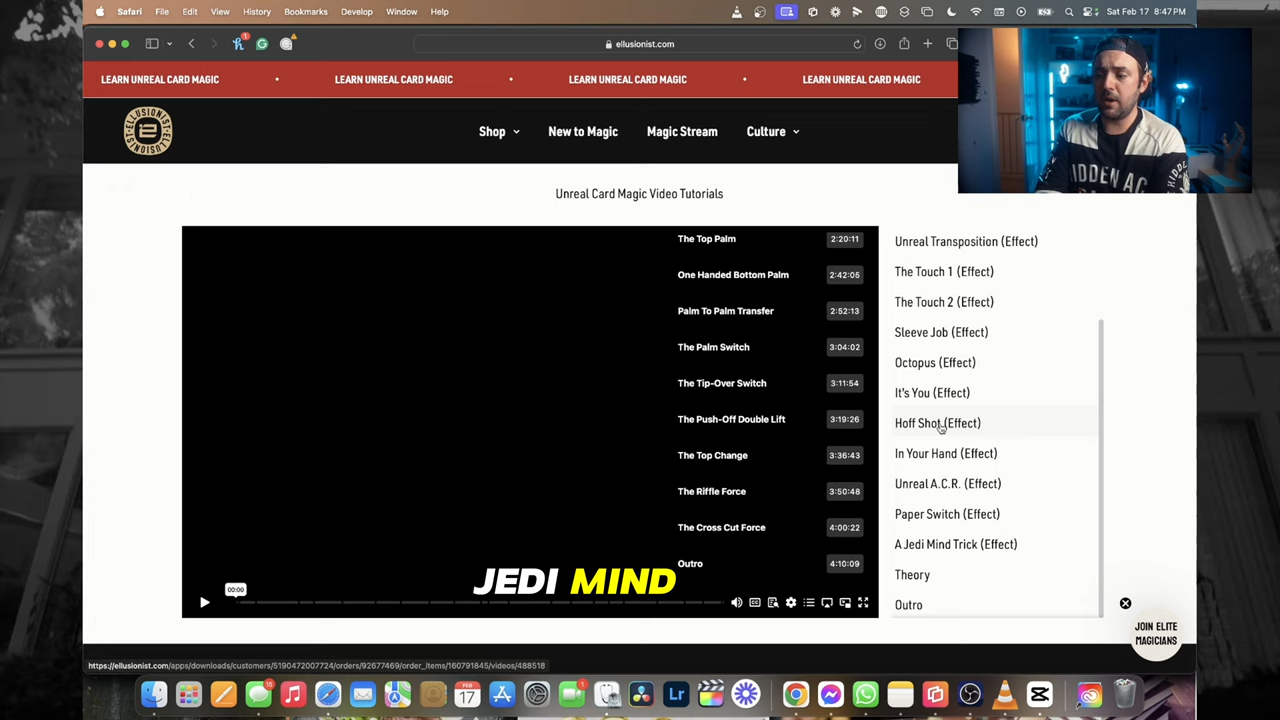 Safari File Edit View History Bookmarks Develop Window Help Sat Feb 17 8:47 PM
ellusionist.com
LEARN UNREAL CARD MAGIC • LEARN UNREAL CARD MAGIC • LEARN UNREAL CARD MAGIC • LEARN UNREAL CARD MAGIC •
ELLUSIONIST
Shop New to Magic Magic Stream Culture
HIDDEN AC
Unreal Card Magic Video Tutorials
The Top Palm 2:20:11
One Handed Bottom Palm 2:42:05
Palm To Palm Transfer 2:52:13
The Palm Switch 3:04:02
The Tip-Over Switch 3:11:54
The Push-Off Double Lift 3:19:26
The Top Change 3:36:43
The Riffle Force 3:50:48
The Cross Cut Force 4:00:22
Outro 4:10:09
JEDI MIND
00:00
Unreal Transposition (Effect)
The Touch 1 (Effect)
The Touch 2 (Effect)
Sleeve Job (Effect)
Octopus (Effect)
It's You (Effect)
Hoff Shot (Effect)
In Your Hand (Effect)
Unreal A.C.R. (Effect)
Paper Switch (Effect)
A Jedi Mind Trick (Effect)
Theory
Outro
JOIN ELITE
MAGICIANS
https://ellusionist.com/apps/downloads/customers/5190472007724/orders/92677469/order_items/160791845/videos/488518
FEB
17
Lr